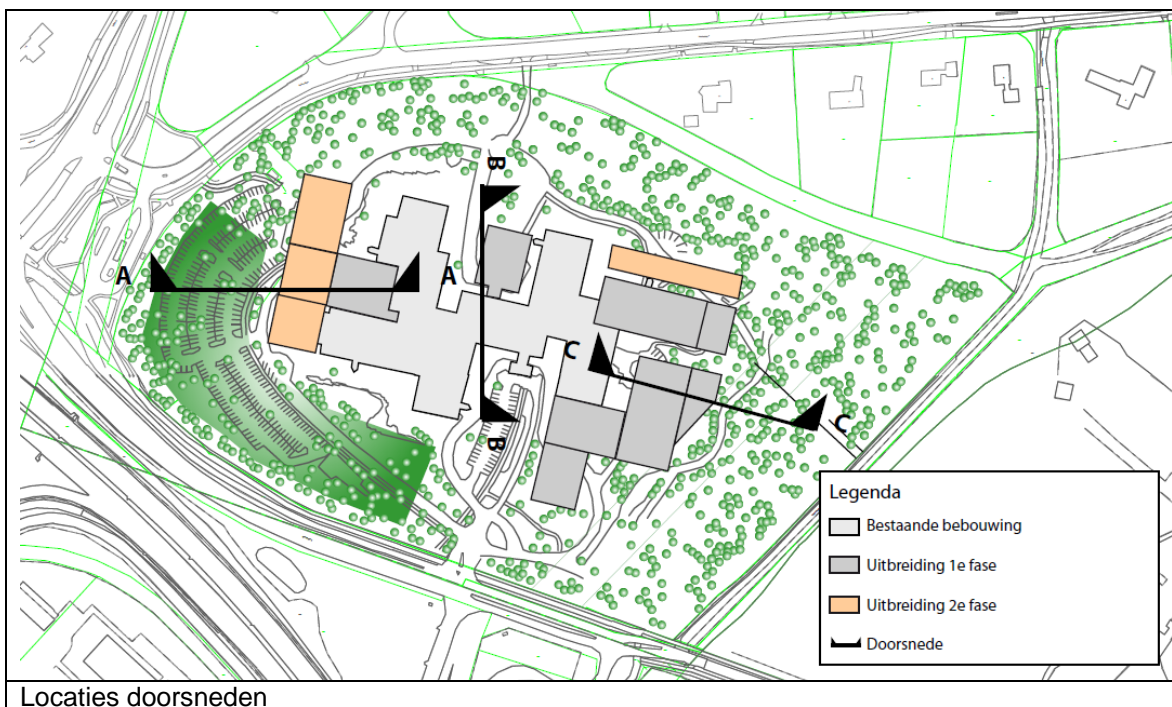 B
A
A
C
C
B
Legenda
Bestaande bebouwing
Uitbreiding 1e fase
Uitbreiding 2e fase
Doorsnede
Locaties doorsneden